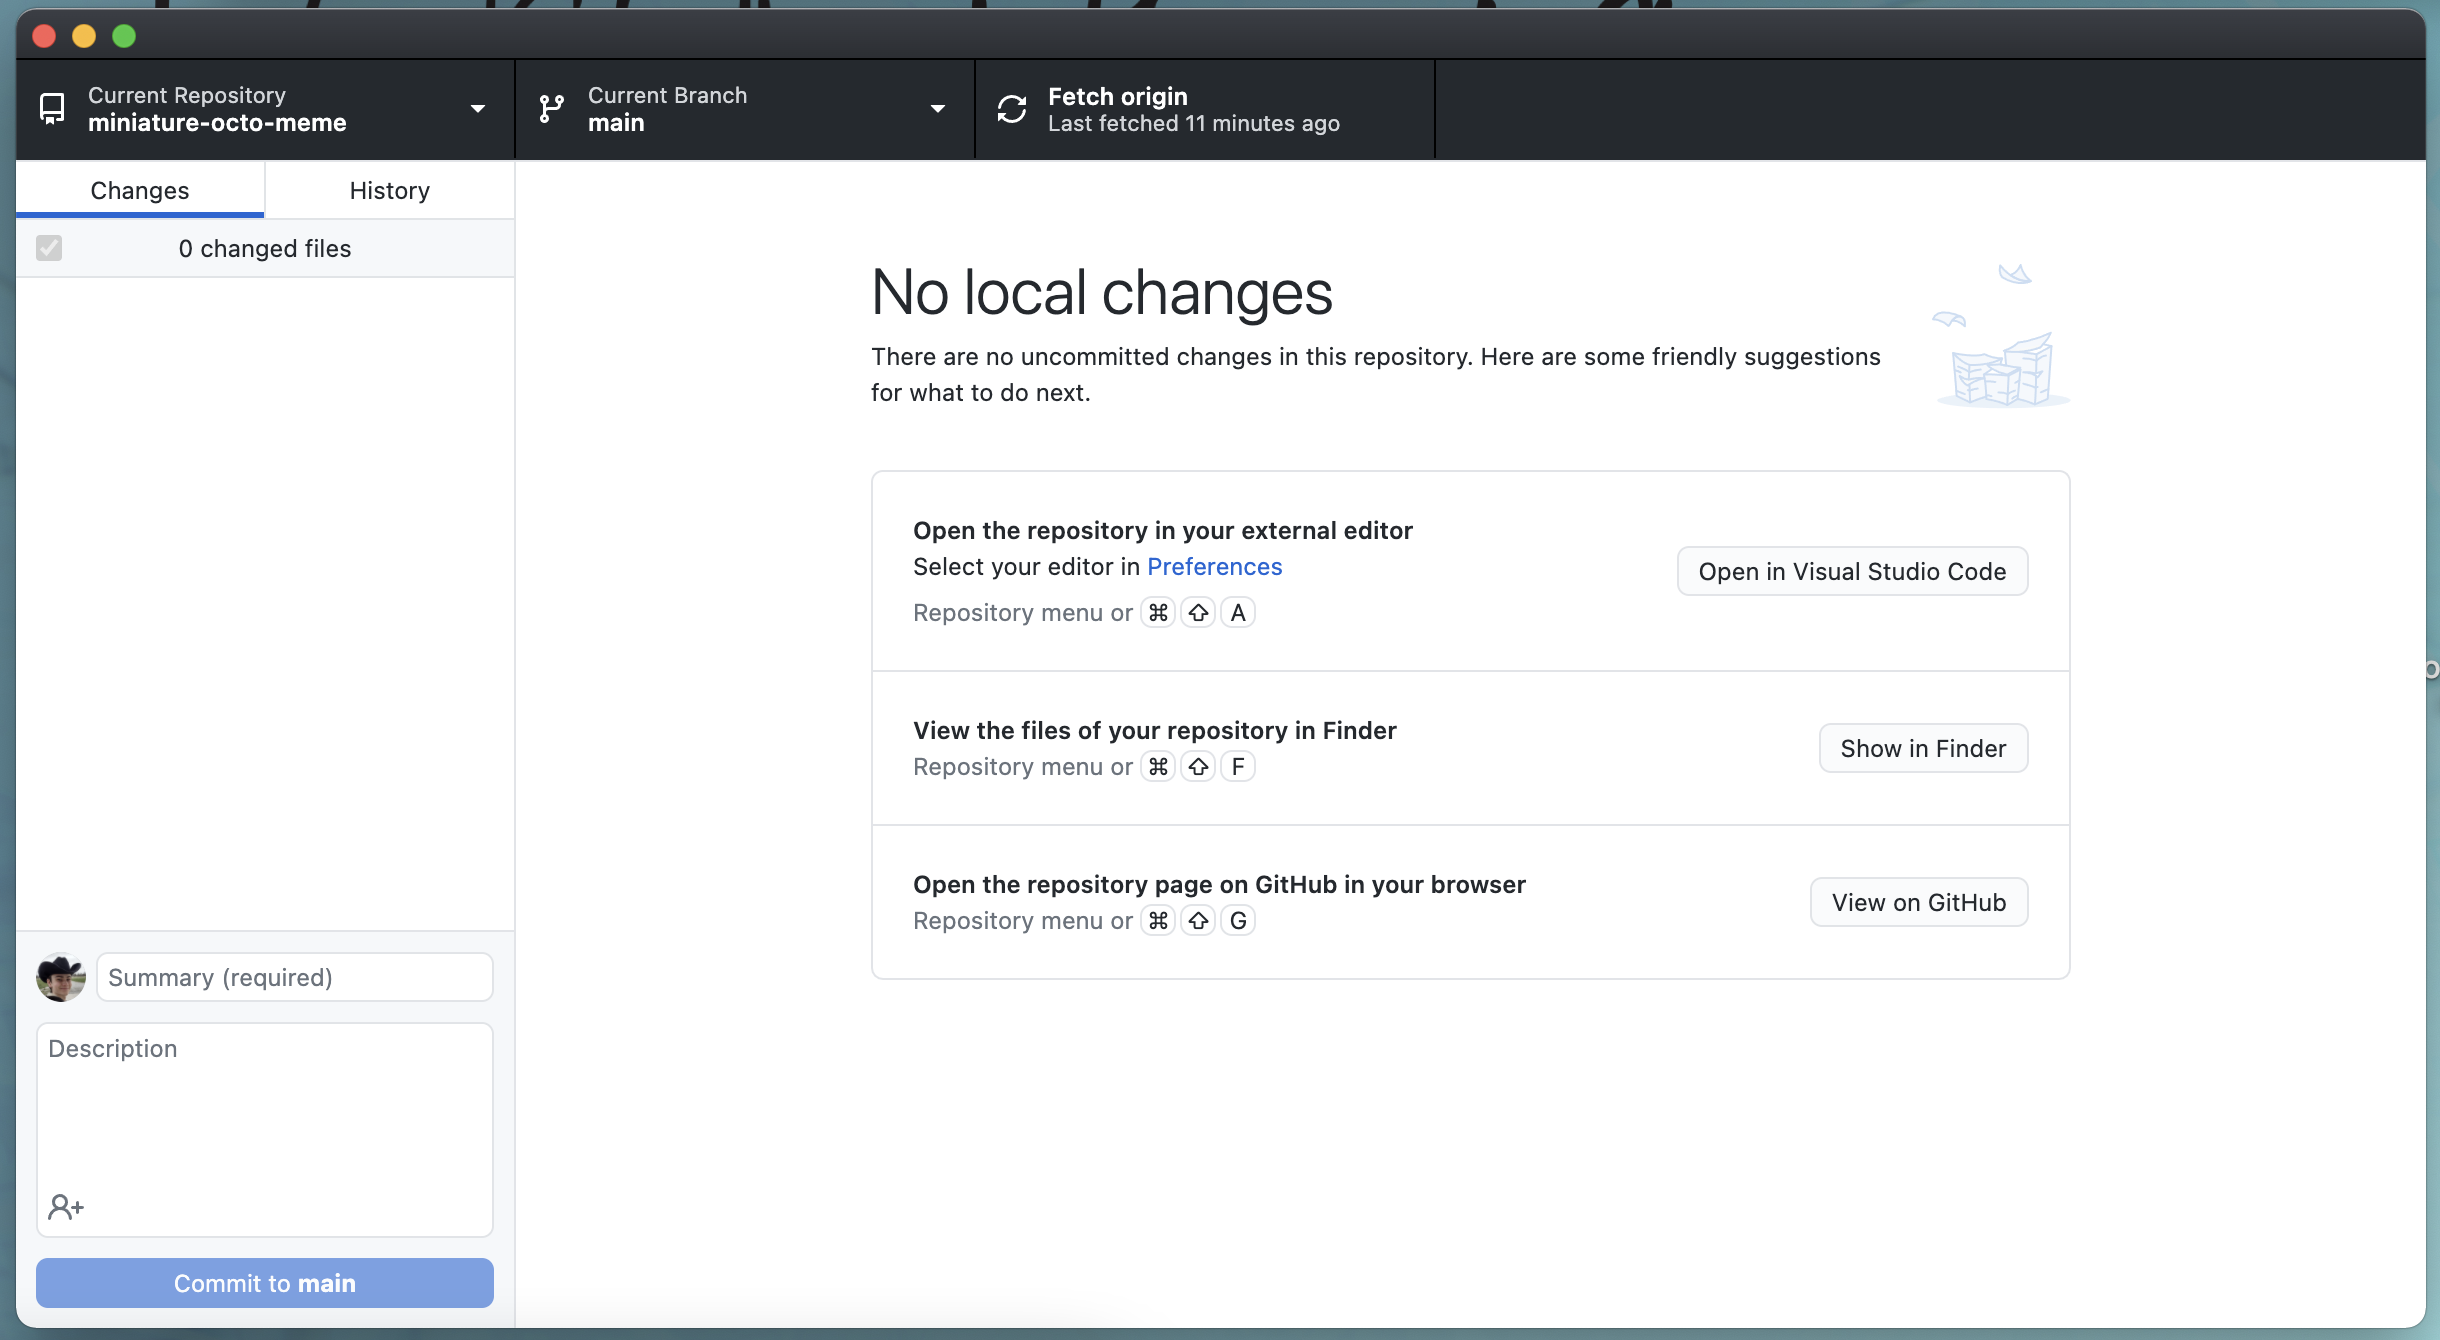 Current Repository
miniature-octo-meme
Current Branch
main
Fetch origin
Last fetched 11 minutes ago
Changes
History
0 changed files
No local changes
There are no uncommitted changes in this repository. Here are some friendly suggestions
for what to do next.
Open the repository in your external editor
Select your editor in Preferences
Repository menu or ⌘ ⇧ A
Open in Visual Studio Code
View the files of your repository in Finder
Repository menu or ⌘ ⇧ F
Show in Finder
Open the repository page on GitHub in your browser
Repository menu or ⌘ ⇧ G
View on GitHub
Summary (required)
Description
Commit to main